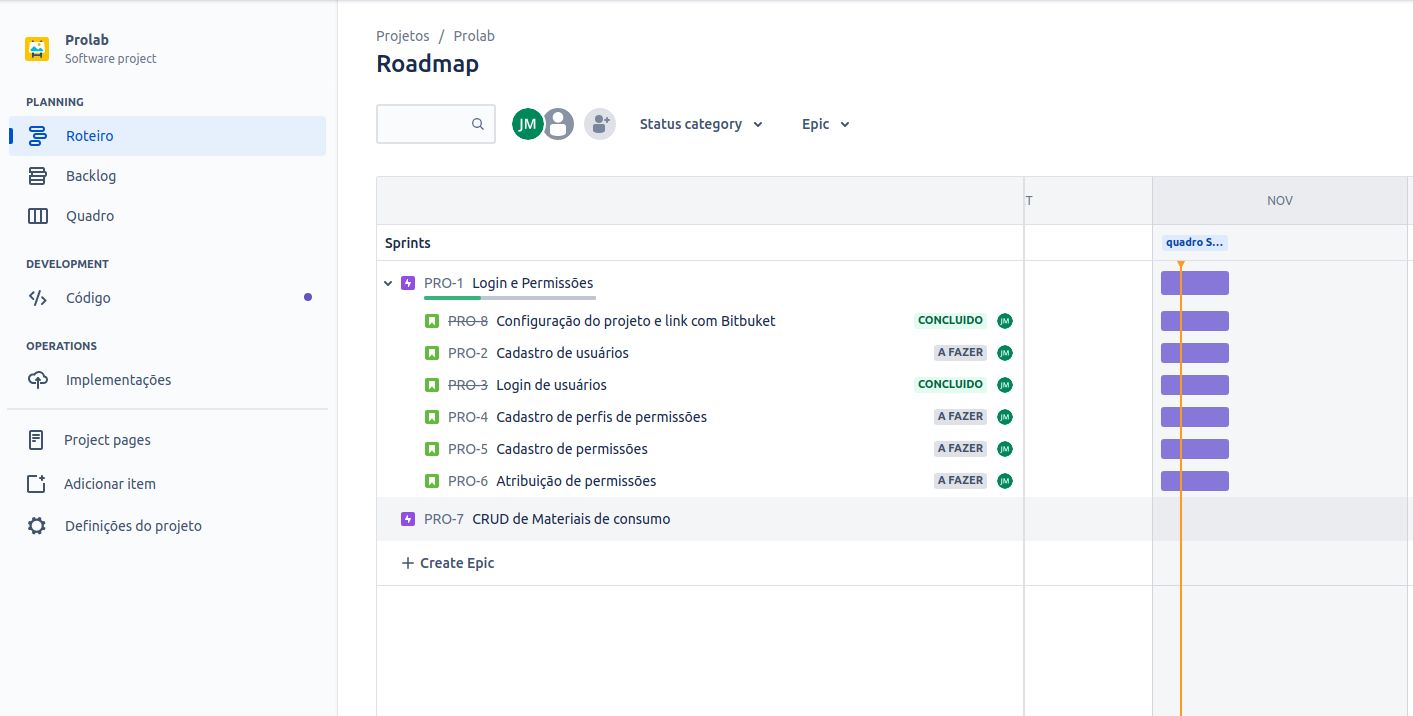 Prolab
Software project
PLANNING
Roteiro
Backlog
Quadro
DEVELOPMENT
Código
OPERATIONS
Implementações
Project pages
Adicionar item
Definições do projeto
Projetos / Prolab
Roadmap
JM
Status category
Epic
T
NOV
Sprints
quadro S...
PRO-1 Login e Permissões
PRO-8 Configuração do projeto e link com Bitbuket CONCLUIDO JM
PRO-2 Cadastro de usuários A FAZER JM
PRO-3 Login de usuários CONCLUIDO JM
PRO-4 Cadastro de perfis de permissões A FAZER JM
PRO-5 Cadastro de permissões A FAZER JM
PRO-6 Atribuição de permissões A FAZER JM
PRO-7 CRUD de Materiais de consumo
+ Create Epic